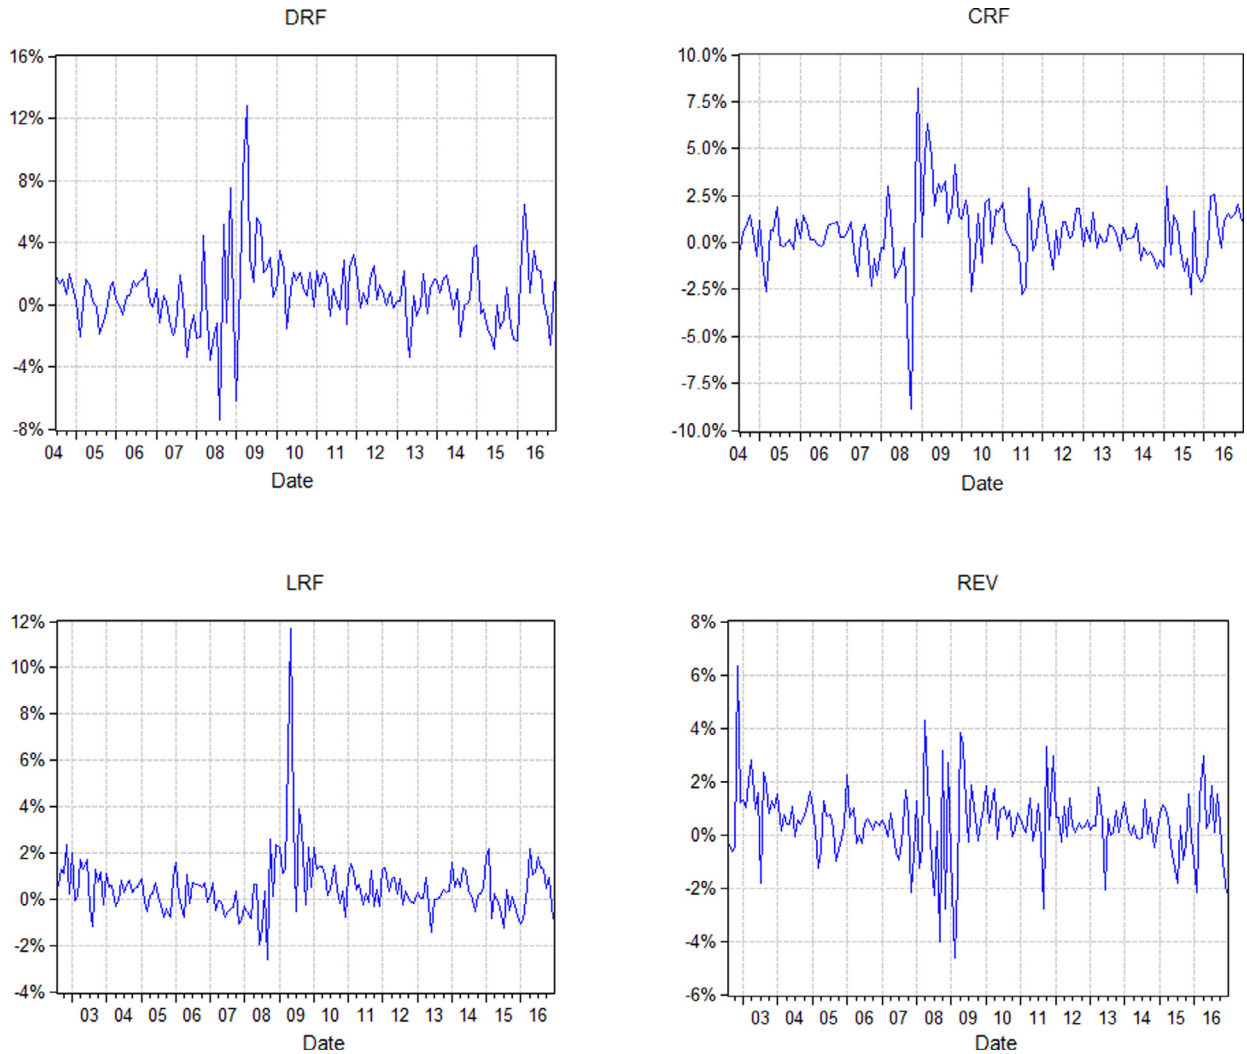 DRF
16%
12%
8%
4%
0%
-4%
-8%
04 05 06 07 08 09 10 11 12 13 14 15 16
Date
CRF
10.0%
7.5%
5.0%
2.5%
0.0%
-2.5%
-5.0%
-7.5%
-10.0%
04 05 06 07 08 09 10 11 12 13 14 15 16
Date
LRF
12%
10%
8%
6%
4%
2%
0%
-2%
-4%
03 04 05 06 07 08 09 10 11 12 13 14 15 16
Date
REV
8%
6%
4%
2%
0%
-2%
-4%
-6%
03 04 05 06 07 08 09 10 11 12 13 14 15 16
Date